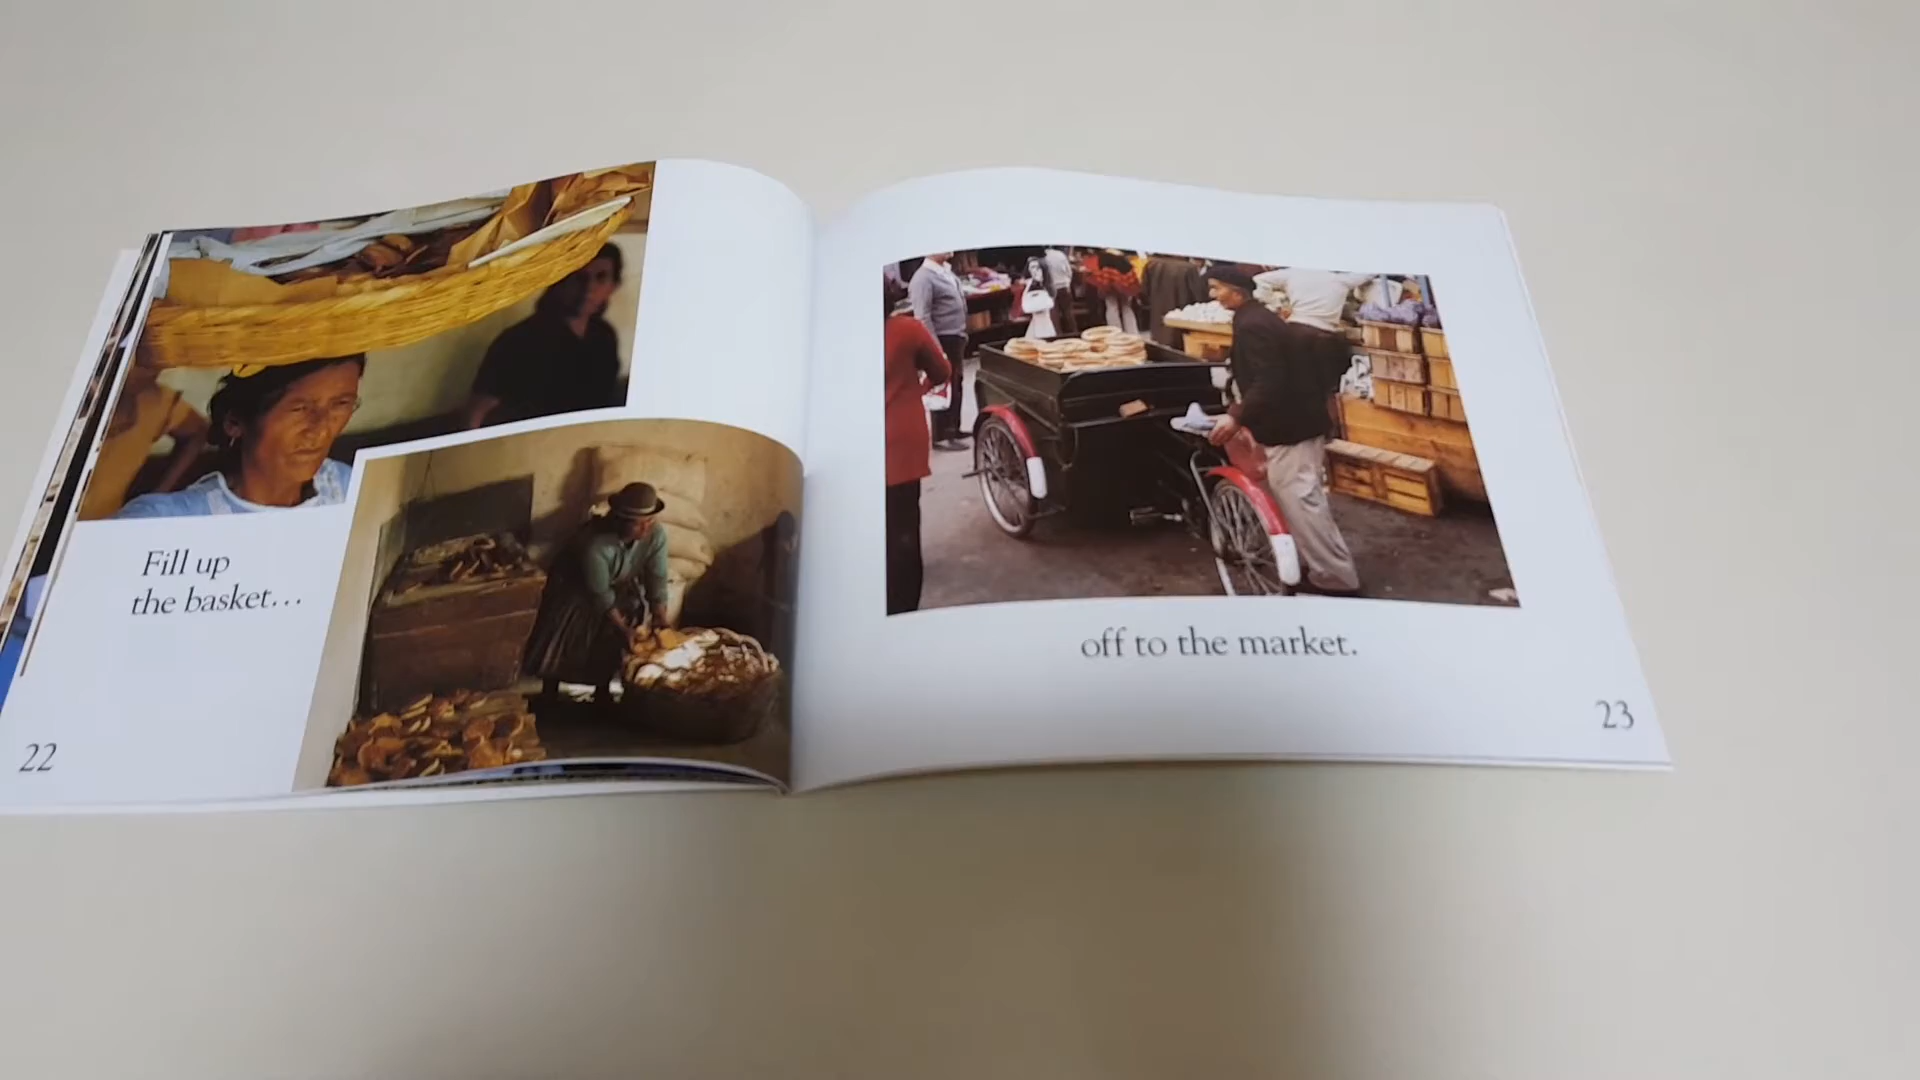 Fill up
the basket...
22
off to the market.
23